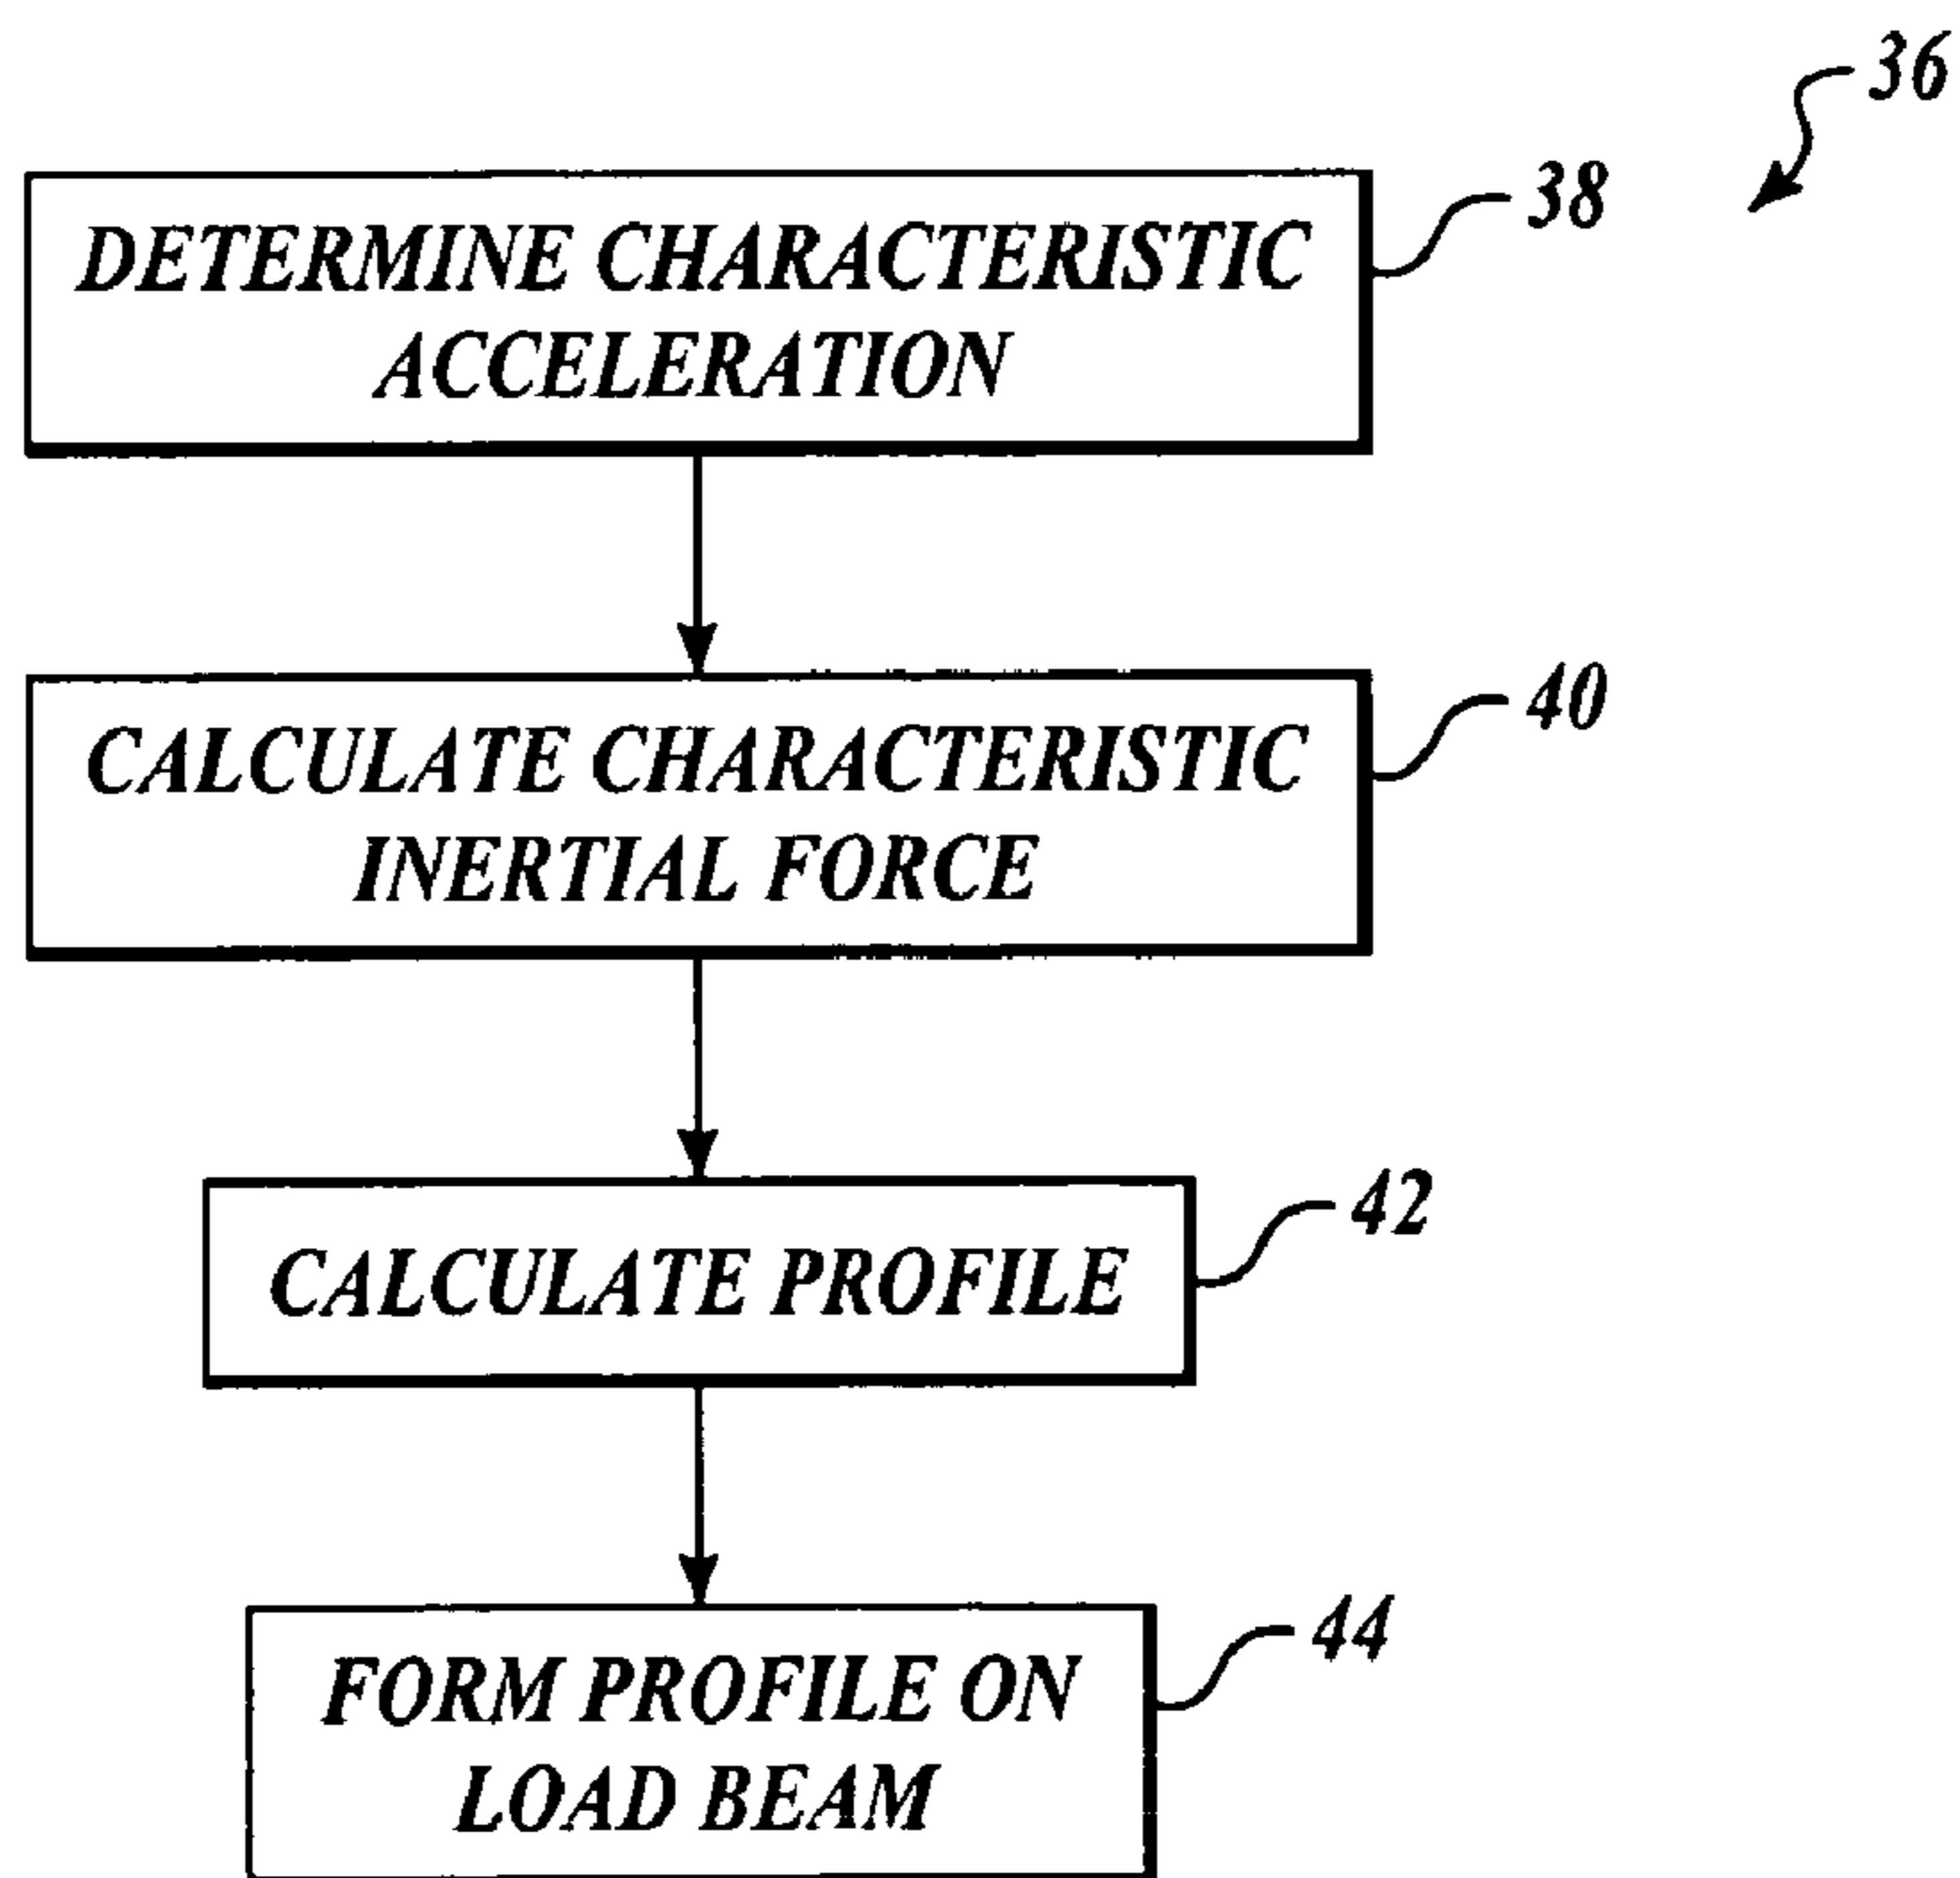 36
38
DETERMINE CHARACTERISTIC
ACCELERATION
40
CALCULATE CHARACTERISTIC
INERTIAL FORCE
42
CALCULATE PROFILE
44
FORM PROFILE ON
LOAD BEAM